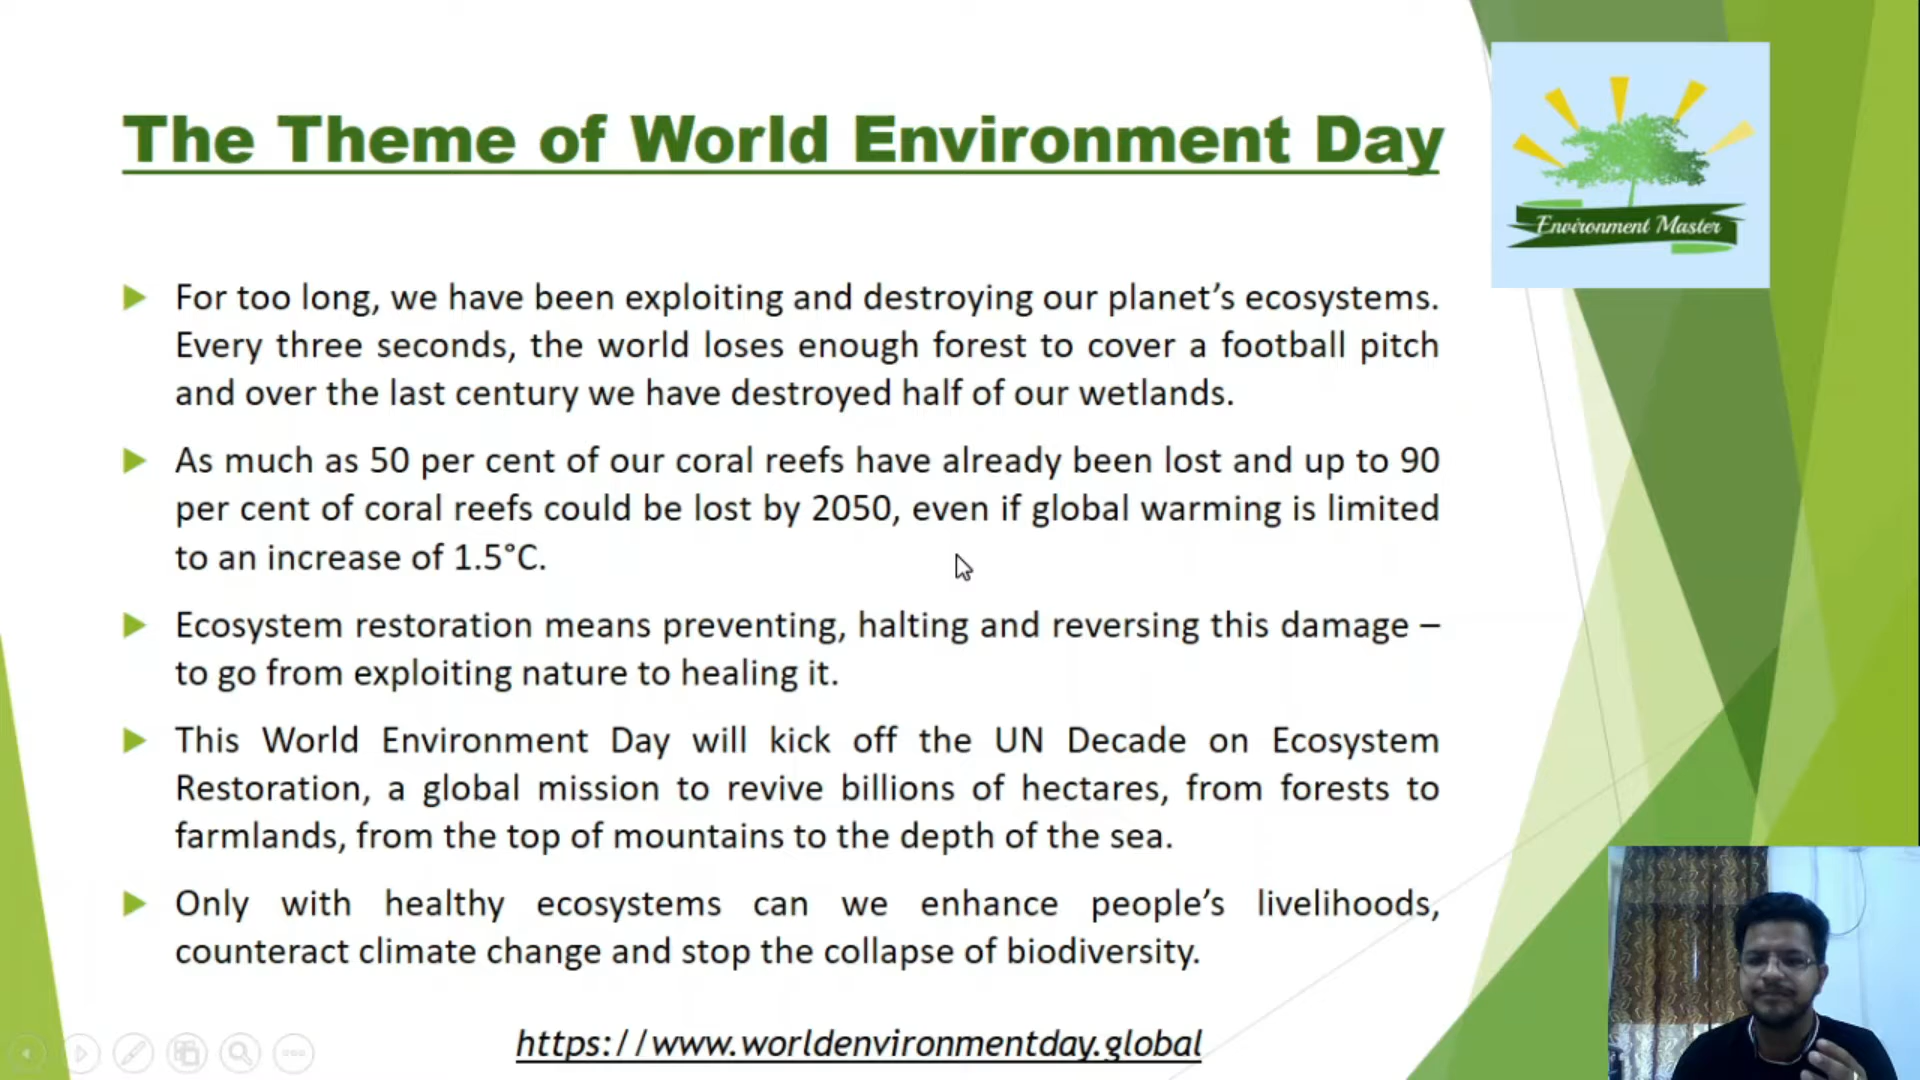 The Theme of World Environment Day
Environment Master
For too long, we have been exploiting and destroying our planet’s ecosystems.
Every three seconds, the world loses enough forest to cover a football pitch
and over the last century we have destroyed half of our wetlands.
As much as 50 per cent of our coral reefs have already been lost and up to 90
per cent of coral reefs could be lost by 2050, even if global warming is limited
to an increase of 1.5°C.
Ecosystem restoration means preventing, halting and reversing this damage –
to go from exploiting nature to healing it.
This World Environment Day will kick off the UN Decade on Ecosystem
Restoration, a global mission to revive billions of hectares, from forests to
farmlands, from the top of mountains to the depth of the sea.
Only with healthy ecosystems can we enhance people’s livelihoods,
counteract climate change and stop the collapse of biodiversity.
https://www.worldenvironmentday.global